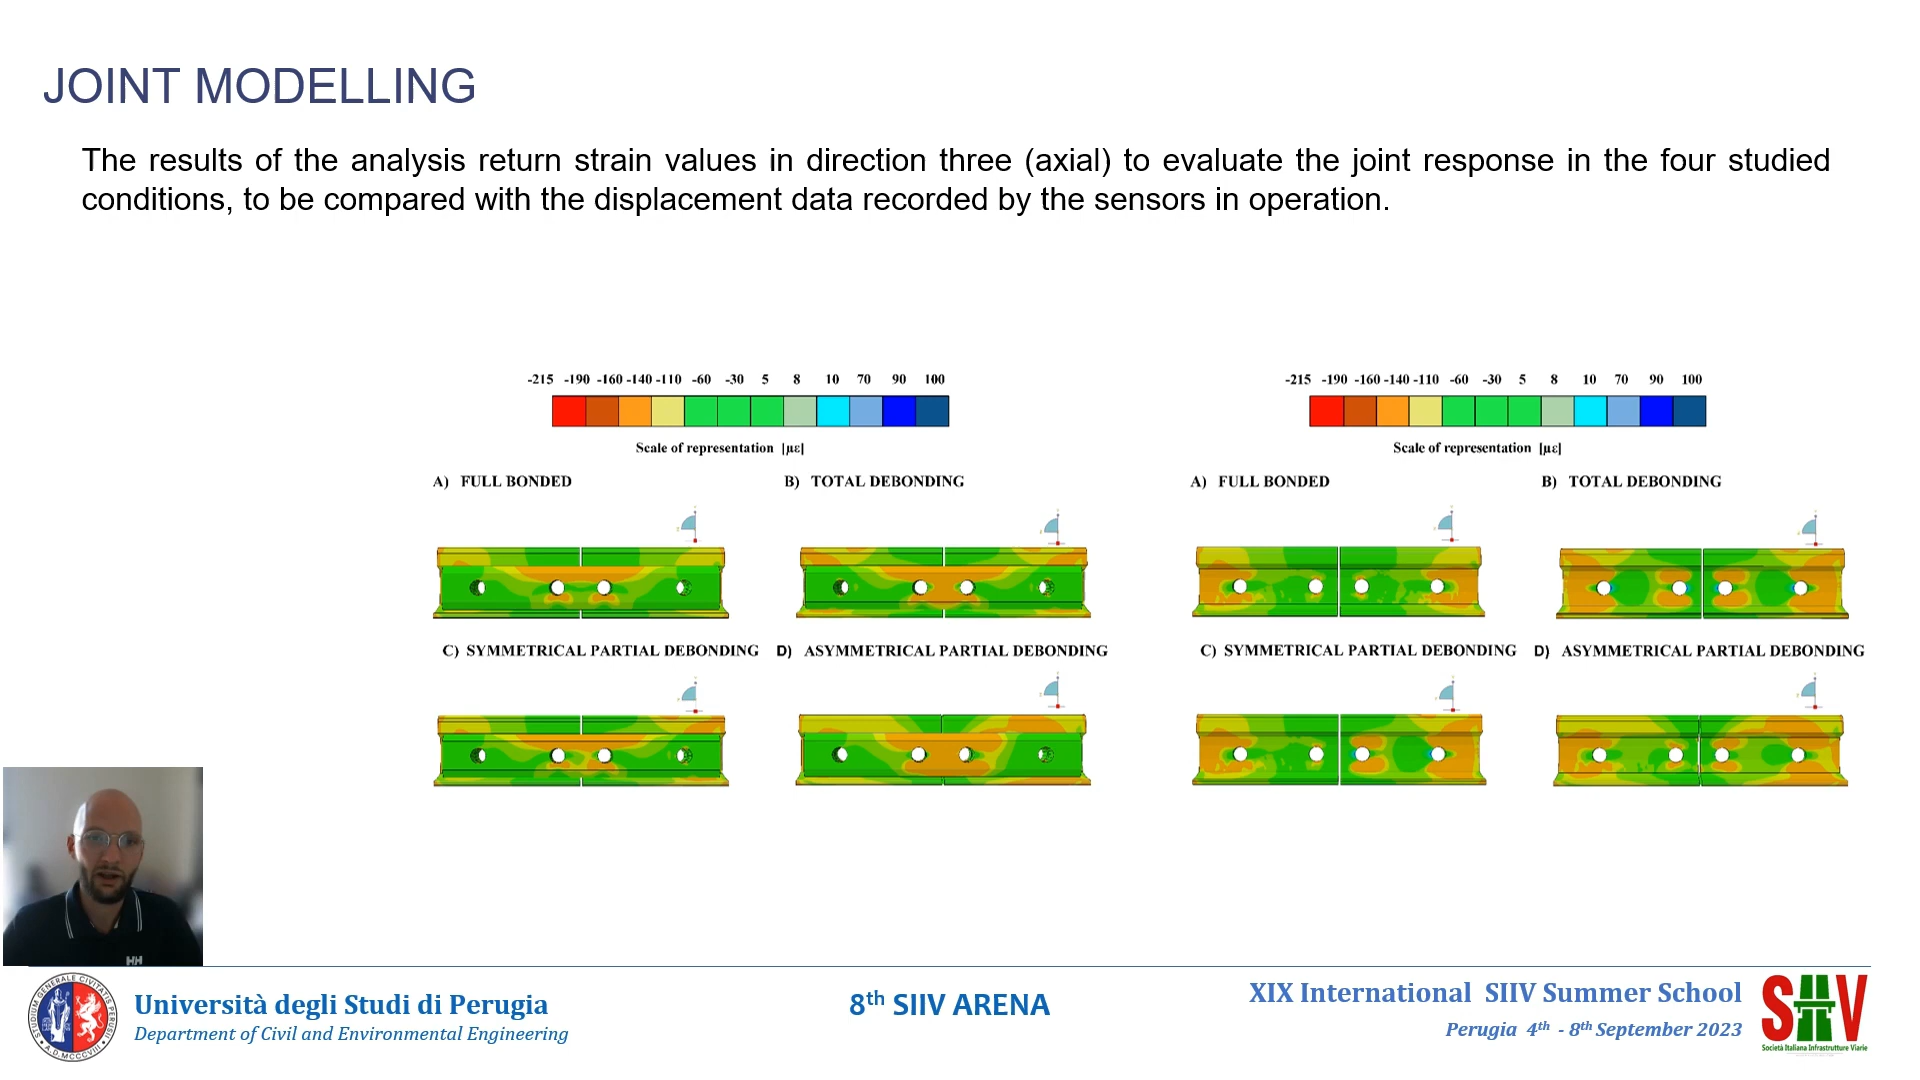 JOINT MODELLING
The results of the analysis return strain values in direction three (axial) to evaluate the joint response in the four studied
conditions, to be compared with the displacement data recorded by the sensors in operation.
-215 -190 -160 -140 -110 -60 -30 5 8 10 70 90 100
Scale of representation [µε]
A) FULL BONDED
B) TOTAL DEBONDING
C) SYMMETRICAL PARTIAL DEBONDING
D) ASYMMETRICAL PARTIAL DEBONDING
-215 -190 -160 -140 -110 -60 -30 5 8 10 70 90 100
Scale of representation [µε]
A) FULL BONDED
B) TOTAL DEBONDING
C) SYMMETRICAL PARTIAL DEBONDING
D) ASYMMETRICAL PARTIAL DEBONDING
HH
Università degli Studi di Perugia
Department of Civil and Environmental Engineering
8th SIIV ARENA
XIX International SIIV Summer School
Perugia 4th - 8th September 2023
SIIV
Società Italiana Infrastrutture Viarie